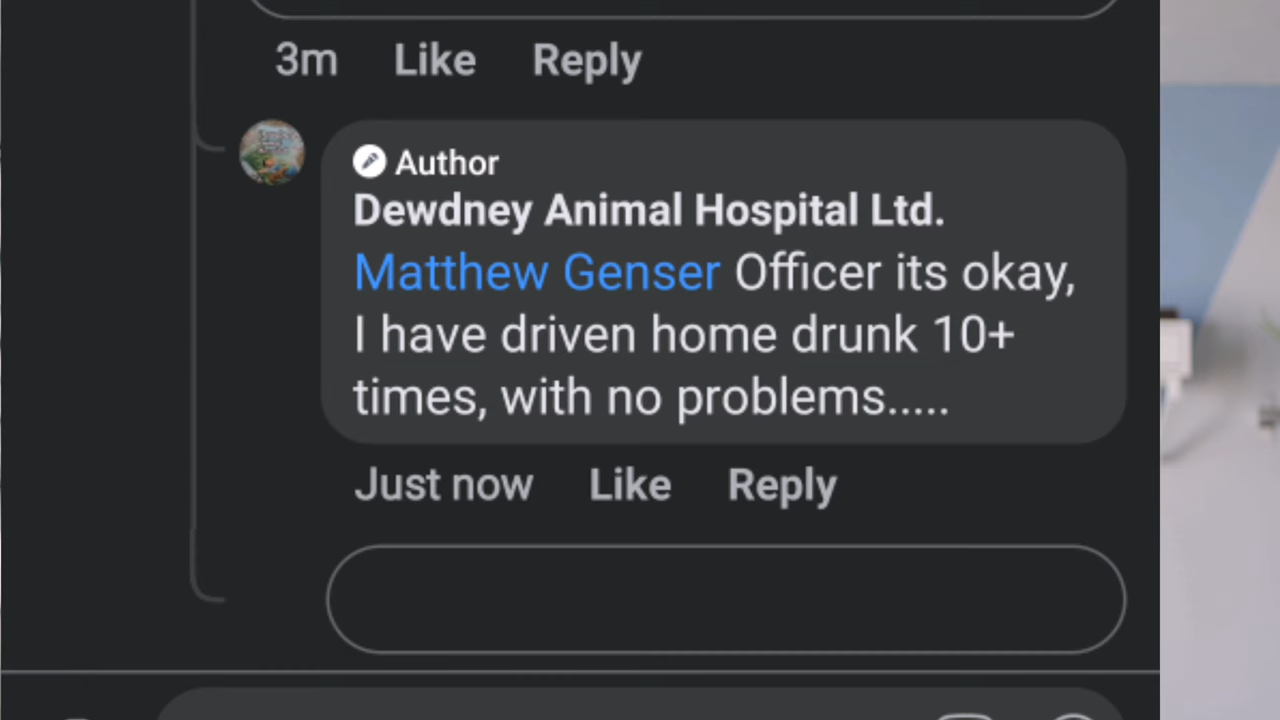 3m Like Reply
Author
Dewdney Animal Hospital Ltd.
Matthew Genser Officer its okay,
I have driven home drunk 10+
times, with no problems.....
Just now Like Reply